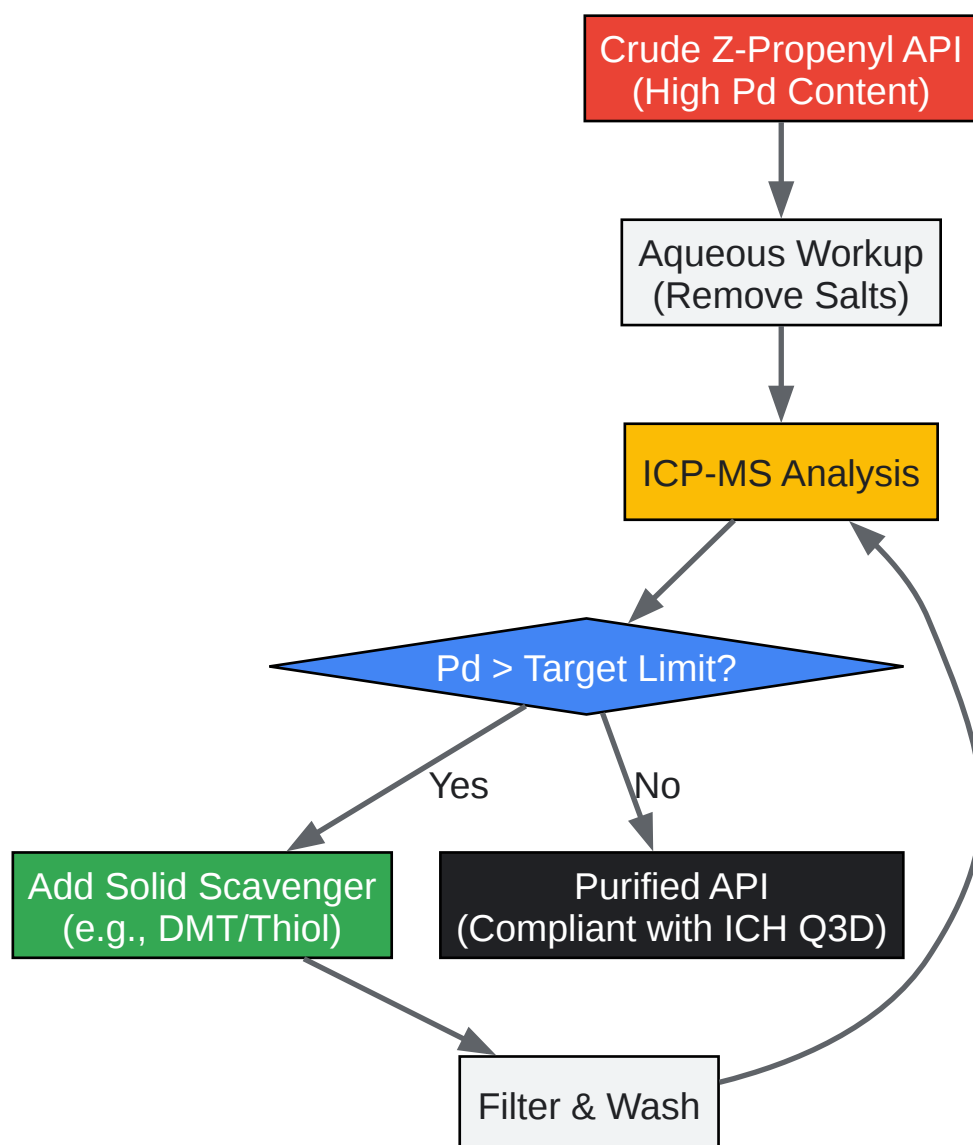 Crude Z-Propenyl API
(High Pd Content)
Aqueous Workup
(Remove Salts)
ICP-MS Analysis
Pd > Target Limit?
Yes
No
Add Solid Scavenger
(e.g., DMT/Thiol)
Purified API
(Compliant with ICH Q3D)
Filter & Wash